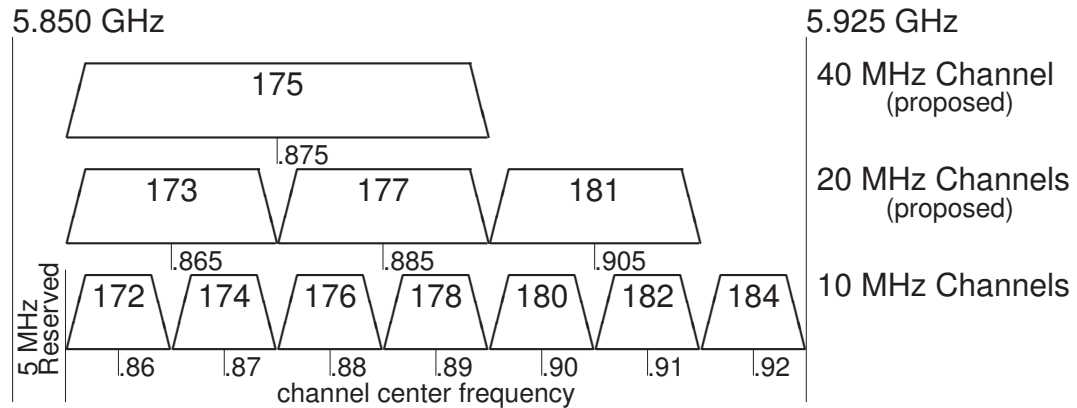 5.850 GHz
5.925 GHz
175
40 MHz Channel
(proposed)
.875
173
177
181
20 MHz Channels
(proposed)
.865
.885
.905
5 MHz
Reserved
172
174
176
178
180
182
184
10 MHz Channels
.86
.87
.88
.89
.90
.91
.92
channel center frequency